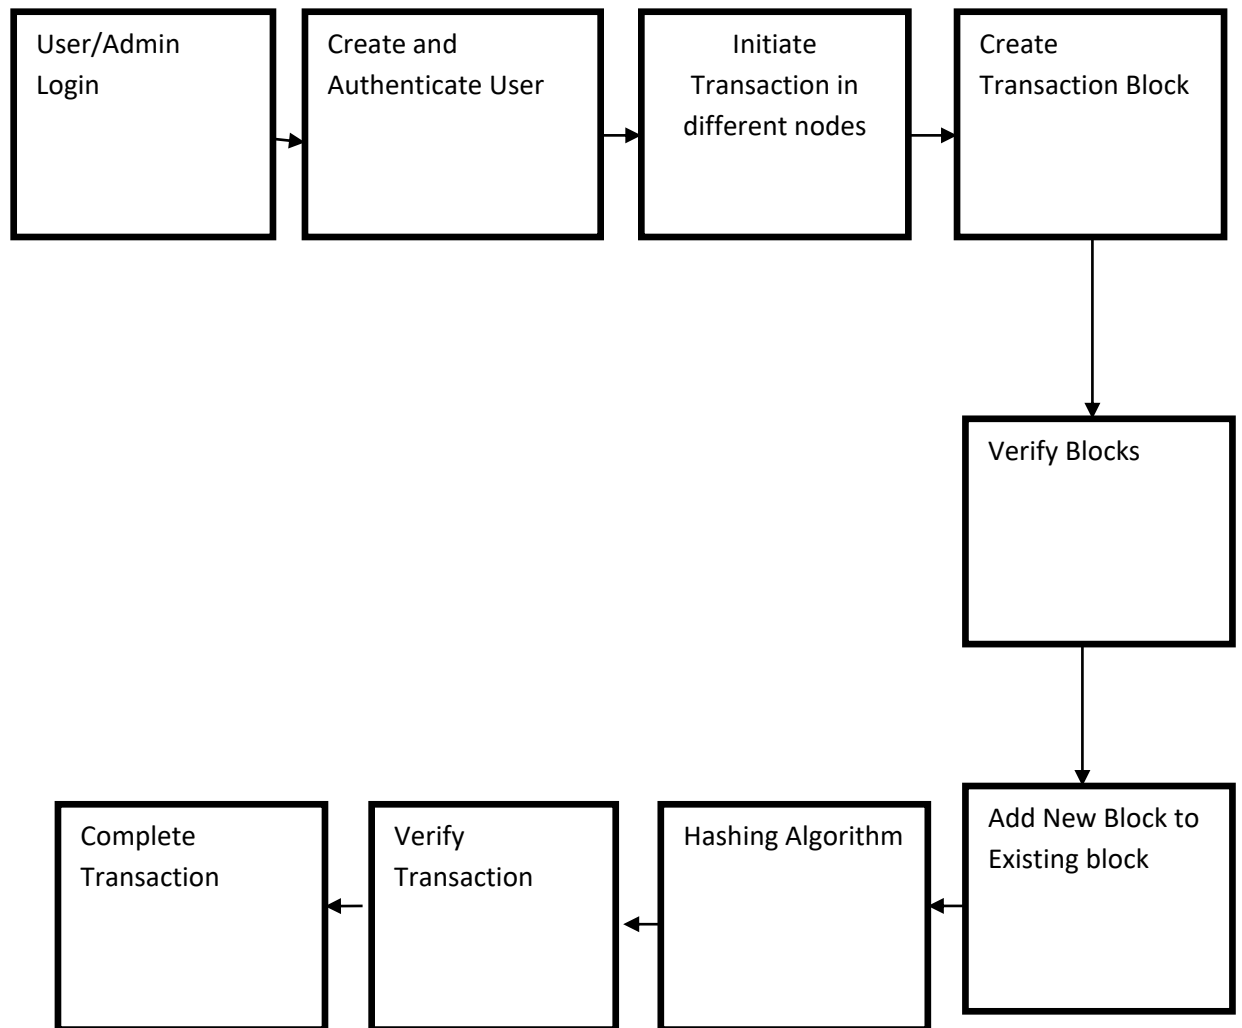 User/Admin
Login
Create and
Authenticate User
Initiate
Transaction in
different nodes
Create
Transaction Block
Verify Blocks
Add New Block to
Existing block
Hashing Algorithm
Verify
Transaction
Complete
Transaction